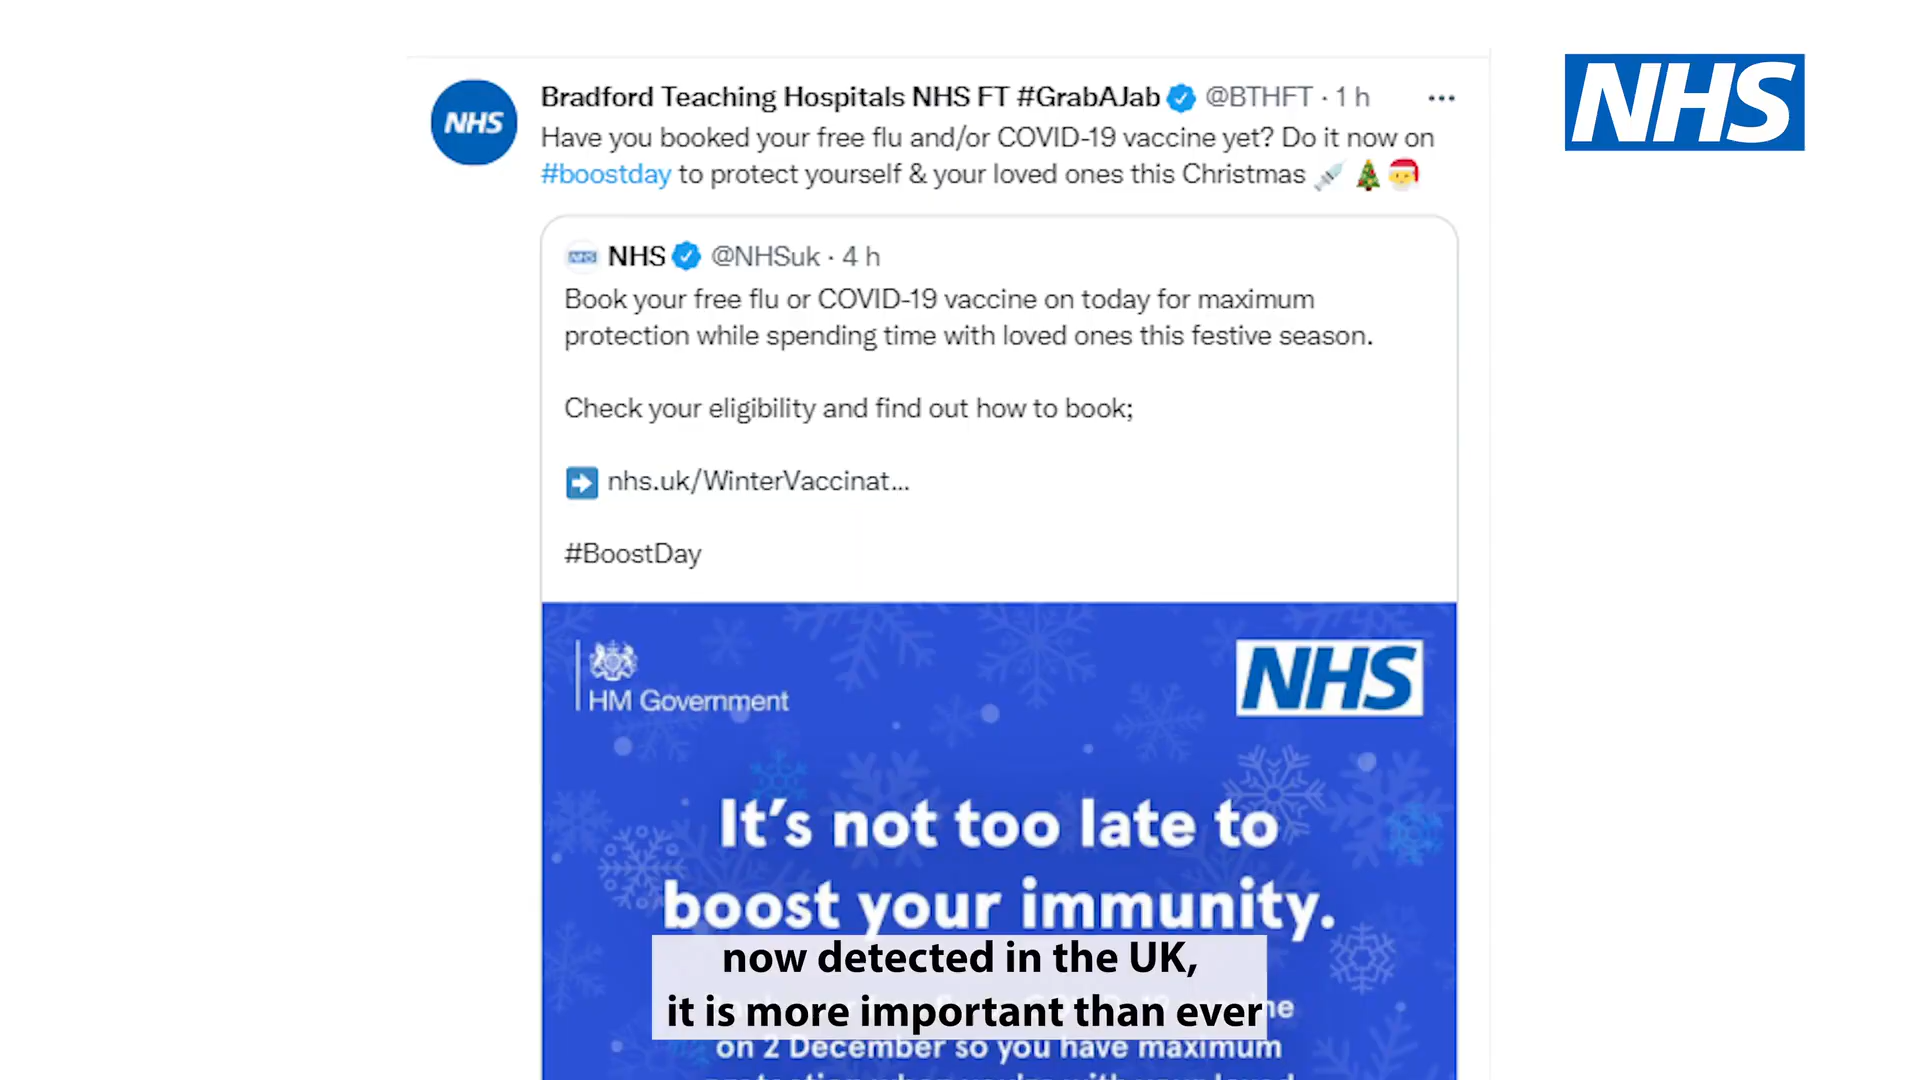 NHS
NHS
Bradford Teaching Hospitals NHS FT #GrabAJab @BTHFT · 1 h
Have you booked your free flu and/or COVID-19 vaccine yet? Do it now on
#boostday to protect yourself & your loved ones this Christmas
NHS NHS @NHSuk · 4 h
Book your free flu or COVID-19 vaccine on today for maximum
protection while spending time with loved ones this festive season.
Check your eligibility and find out how to book;
nhs.uk/WinterVaccinat...
#BoostDay
HM Government
NHS
It's not too late to
boost your immunity.
now detected in the UK,
it is more important than ever
on 2 December so you have maximum